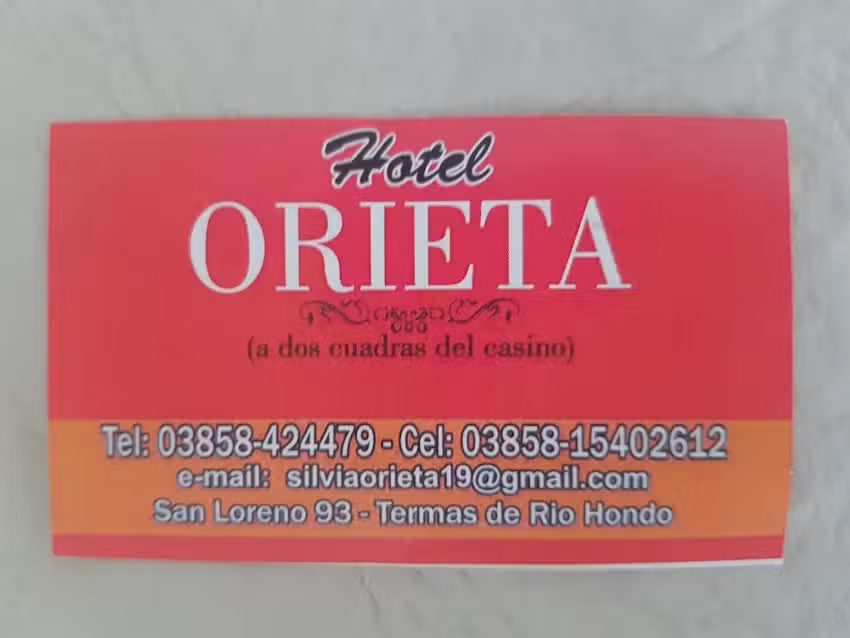 Hotel
ORIETA
(a dos cuadras del casino)
Tel: 03858-424479 - Cel: 03858-15402612
e-mail: silviaorieta19@gmail.com
San Loreno 93 - Termas de Rio Hondo